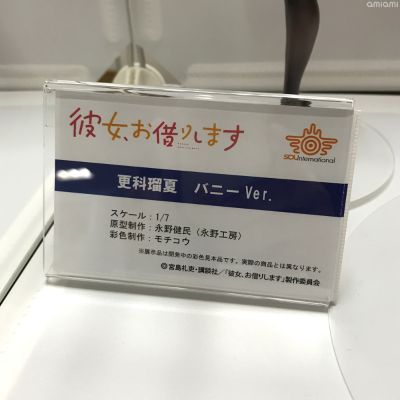 amiami
彼女、お借りします
SOLinternational
更科瑠夏 バニーVer.
スケール:1/7
原型制作:永野健民(永野工房)
彩色制作:モチコウ
※展示品は開発中の彩色見本品です。実際の商品とは異なります。
©宮島礼吏・講談社/「彼女、お借りします」製作委員会